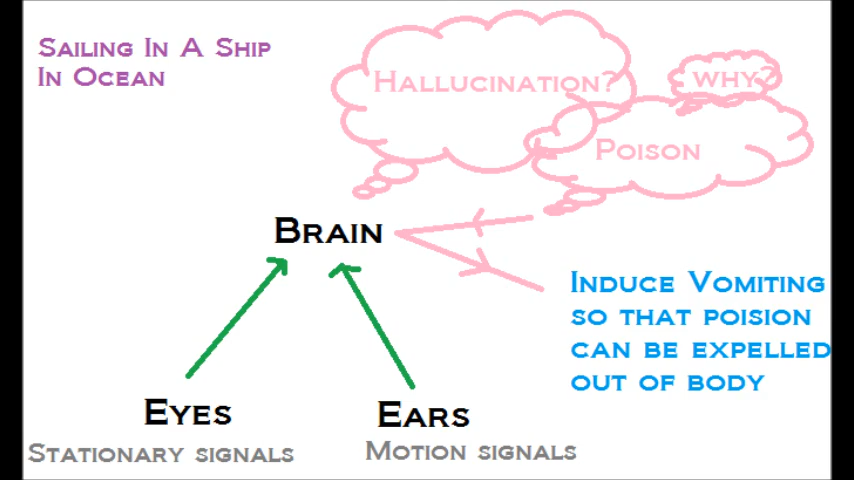 Sailing In A Ship
In Ocean
Hallucination?
why?
Poison
Brain
Induce Vomiting
so that poision
can be expelled
out of body
Eyes
Ears
Stationary signals
Motion signals